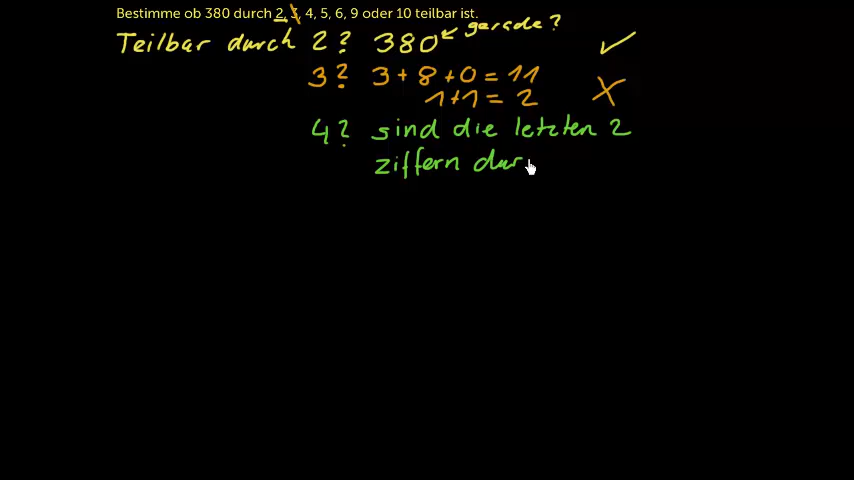 Bestimme ob 380 durch 2, 3, 4, 5, 6, 9 oder 10 teilbar ist.
Teilbar durch 2? 380 gerade? ✓
3? 3+8+0=11
1+1=2 X
4? sind die letzten 2
ziffern dur